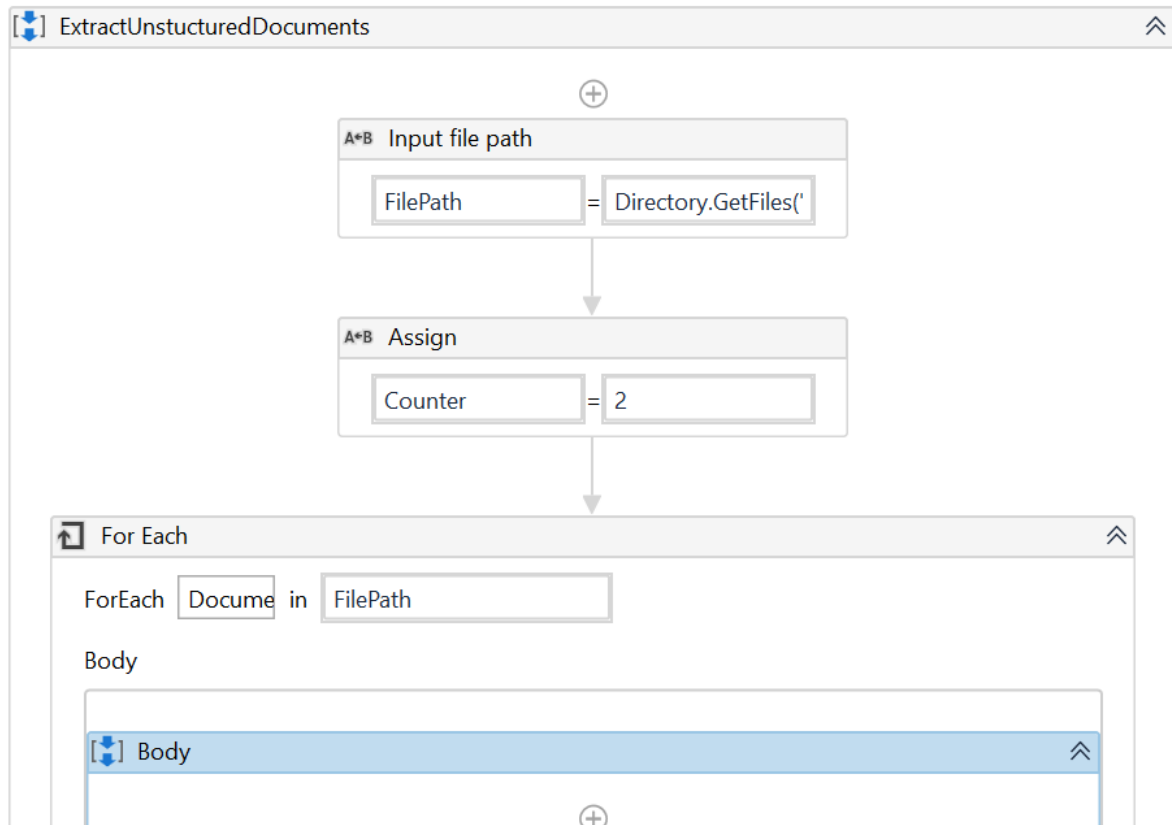 ExtractUnstucturedDocuments
A B Input file path
FilePath = Directory.GetFiles('
A B Assign
Counter = 2
For Each
ForEach Docume in FilePath
Body
Body